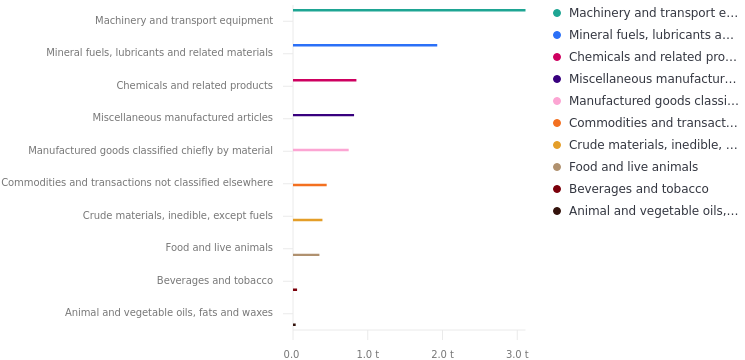 Machinery and transport equipment
Mineral fuels, lubricants and related materials
Chemicals and related products
Miscellaneous manufactured articles
Manufactured goods classified chiefly by material
Commodities and transactions not classified elsewhere
Crude materials, inedible, except fuels
Food and live animals
Beverages and tobacco
Animal and vegetable oils, fats and waxes
0.0 1.0 t 2.0 t 3.0 t
Machinery and transport e...
Mineral fuels, lubricants a...
Chemicals and related pro...
Miscellaneous manufactur...
Manufactured goods classi...
Commodities and transact...
Crude materials, inedible, ...
Food and live animals
Beverages and tobacco
Animal and vegetable oils,...